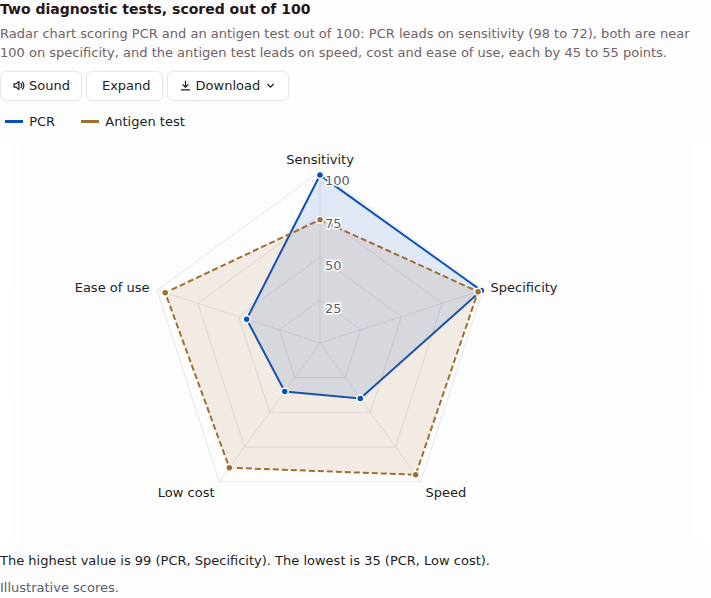 Two diagnostic tests, scored out of 100
Radar chart scoring PCR and an antigen test out of 100: PCR leads on sensitivity (98 to 72), both are near
100 on specificity, and the antigen test leads on speed, cost and ease of use, each by 45 to 55 points.
Sound Expand Download
PCR Antigen test
Sensitivity
100
75
50
25
Ease of use
Specificity
Low cost
Speed
The highest value is 99 (PCR, Specificity). The lowest is 35 (PCR, Low cost).
Illustrative scores.